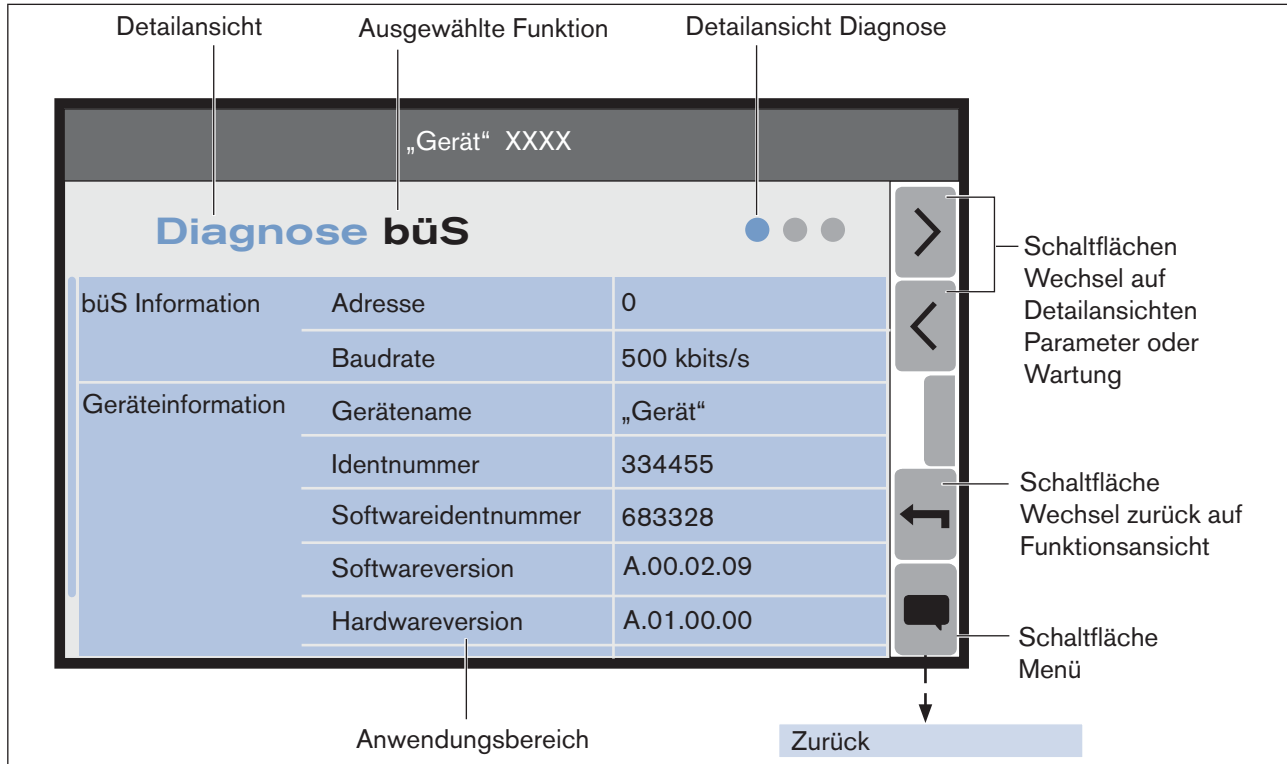 Detailansicht
Ausgewählte Funktion
Detailansicht Diagnose
„Gerät“ XXXX
Diagnose büS
büS Information
Adresse
0
Baudrate
500 kbits/s
Geräteinformation
Gerätename
„Gerät“
Identnummer
334455
Softwareidentnummer
683328
Softwareversion
A.00.02.09
Hardwareversion
A.01.00.00
Schaltflächen
Wechsel auf
Detailansichten
Parameter oder
Wartung
Schaltfläche
Wechsel zurück auf
Funktionsansicht
Schaltfläche
Menü
Anwendungsbereich
Zurück